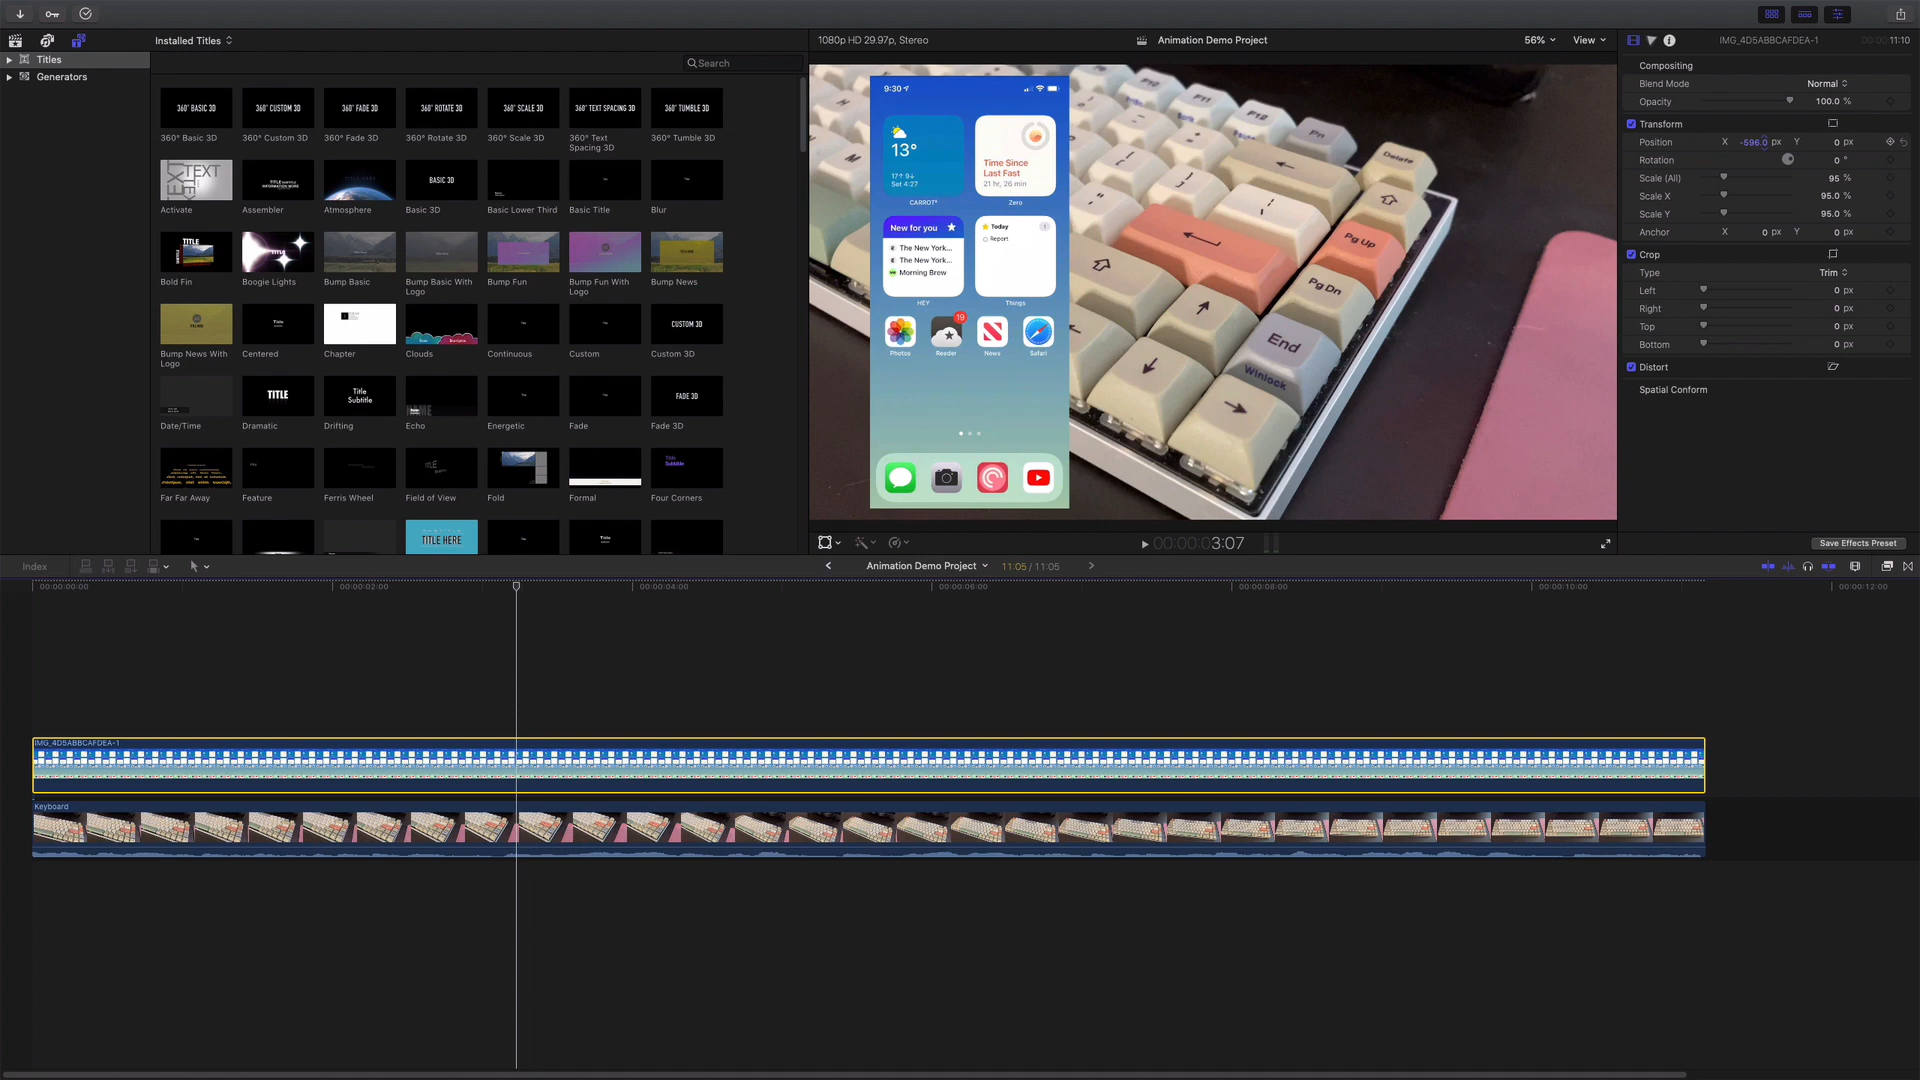 Installed Titles
1080p HD 29.97p, Stereo
Animation Demo Project
56%
View
IMG_4D5ABBCAFDEA-1
11:10
Titles
Generators
Search
360° BASIC 3D
360° CUSTOM 3D
360° FADE 3D
360° ROTATE 3D
360° SCALE 3D
360° TEXT SPACING 3D
360° TUMBLE 3D
360° Basic 3D
360° Custom 3D
360° Fade 3D
360° Rotate 3D
360° Scale 3D
360° Text Spacing 3D
360° Tumble 3D
TEXT
BASIC 3D
Activate
Assembler
Atmosphere
Basic 3D
Basic Lower Third
Basic Title
Blur
TITLE
Bold Fin
Boogie Lights
Bump Basic
Bump Basic With Logo
Bump Fun
Bump Fun With Logo
Bump News
CUSTOM 3D
Bump News With Logo
Centered
Chapter
Clouds
Continuous
Custom
Custom 3D
TITLE
Title
Subtitle
FADE 3D
Date/Time
Dramatic
Drifting
Echo
Energetic
Fade
Fade 3D
Title
Subtitle
Far Far Away
Feature
Ferris Wheel
Field of View
Fold
Formal
Four Corners
TITLE HERE
Title
9:30
13°
17↑ 9↓
Set 4:27
CARROT³
Time Since
Last Fast
21 hr, 26 min
Zero
New for you
The New York...
The New York...
Morning Brew
HEY
Today
1
Report
Things
19
Photos
Reeder
News
Safari
F11
F12
Fn
Delete
Pg Up
Pg Dn
End
Winlock
M
Compositing
Blend Mode
Normal
Opacity
100.0 %
Transform
Position
X
-596.0 px
Y
0 px
Rotation
0 °
Scale (All)
95 %
Scale X
95.0 %
Scale Y
95.0 %
Anchor
X
0 px
Y
0 px
Crop
Type
Trim
Left
0 px
Right
0 px
Top
0 px
Bottom
0 px
Distort
Spatial Conform
00:00:03:07
Save Effects Preset
Index
Animation Demo Project
11:05 / 11:05
00:00:00:00
00:00:02:00
00:00:04:00
00:00:06:00
00:00:08:00
00:00:10:00
00:00:12:00
IMG_4D5ABBCAFDEA-1
Keyboard